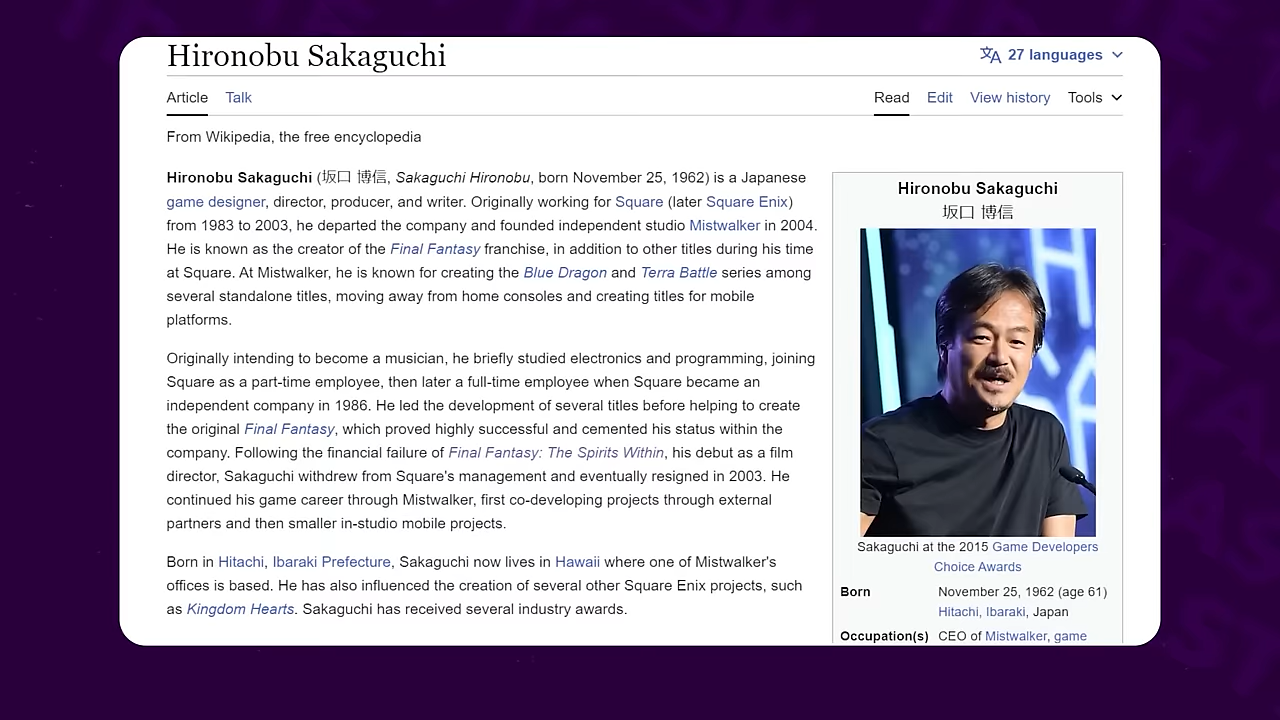 Hironobu Sakaguchi
27 languages
Article Talk
Read Edit View history Tools
From Wikipedia, the free encyclopedia
Hironobu Sakaguchi (坂口 博信, Sakaguchi Hironobu, born November 25, 1962) is a Japanese
game designer, director, producer, and writer. Originally working for Square (later Square Enix)
from 1983 to 2003, he departed the company and founded independent studio Mistwalker in 2004.
He is known as the creator of the Final Fantasy franchise, in addition to other titles during his time
at Square. At Mistwalker, he is known for creating the Blue Dragon and Terra Battle series among
several standalone titles, moving away from home consoles and creating titles for mobile
platforms.
Originally intending to become a musician, he briefly studied electronics and programming, joining
Square as a part-time employee, then later a full-time employee when Square became an
independent company in 1986. He led the development of several titles before helping to create
the original Final Fantasy, which proved highly successful and cemented his status within the
company. Following the financial failure of Final Fantasy: The Spirits Within, his debut as a film
director, Sakaguchi withdrew from Square's management and eventually resigned in 2003. He
continued his game career through Mistwalker, first co-developing projects through external
partners and then smaller in-studio mobile projects.
Born in Hitachi, Ibaraki Prefecture, Sakaguchi now lives in Hawaii where one of Mistwalker's
offices is based. He has also influenced the creation of several other Square Enix projects, such
as Kingdom Hearts. Sakaguchi has received several industry awards.
Hironobu Sakaguchi
坂口 博信
Sakaguchi at the 2015 Game Developers
Choice Awards
Born November 25, 1962 (age 61)
Hitachi, Ibaraki, Japan
Occupation(s) CEO of Mistwalker, game